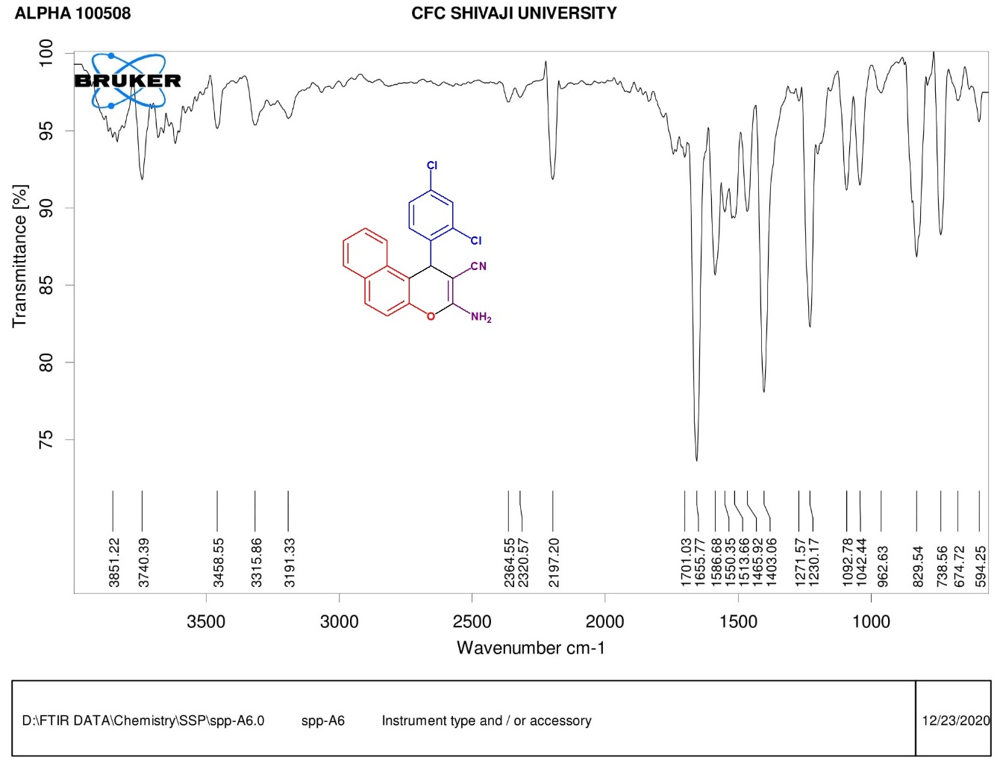 ALPHA 100508
CFC SHIVAJI UNIVERSITY
BRUKER
100
95
90
85
80
75
Transmittance [%]
Cl
Cl
CN
O
NH2
3851.22
3740.39
3458.55
3315.86
3191.33
2364.55
2320.57
2197.20
1701.03
1655.77
1586.68
1550.35
1513.66
1465.92
1403.06
1271.57
1230.17
1092.78
1042.44
962.63
829.54
738.56
674.72
594.25
3500 3000 2500 2000 1500 1000
Wavenumber cm-1
D:\FTIR DATA\Chemistry\SSP\spp-A6.0 spp-A6 Instrument type and / or accessory 12/23/2020